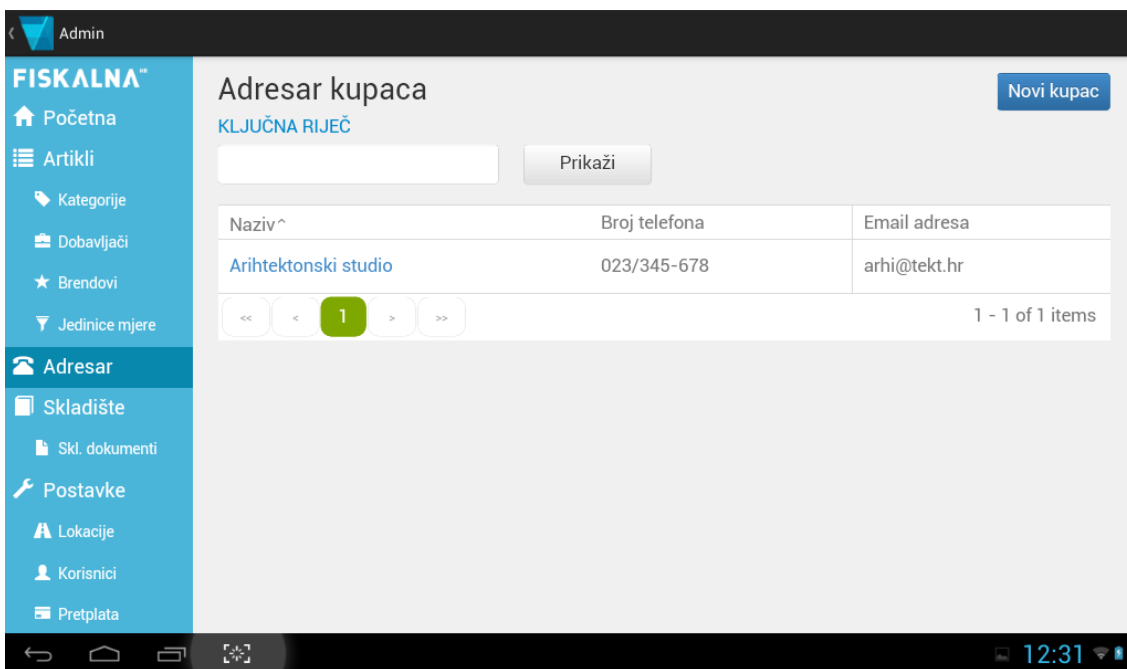 Admin
FISKALNA
Početna
Artikli
Kategorije
Dobavljači
Brendovi
Jedinice mjere
Adresar
Skladište
Skl. dokumenti
Postavke
Lokacije
Korisnici
Pretplata
Adresar kupaca
Novi kupac
KLJUČNA RIJEČ
Prikaži
Naziv^ Broj telefona Email adresa
Arihtektonski studio 023/345-678 arhi@tekt.hr
<< < 1 > >> 1 - 1 of 1 items
12:31